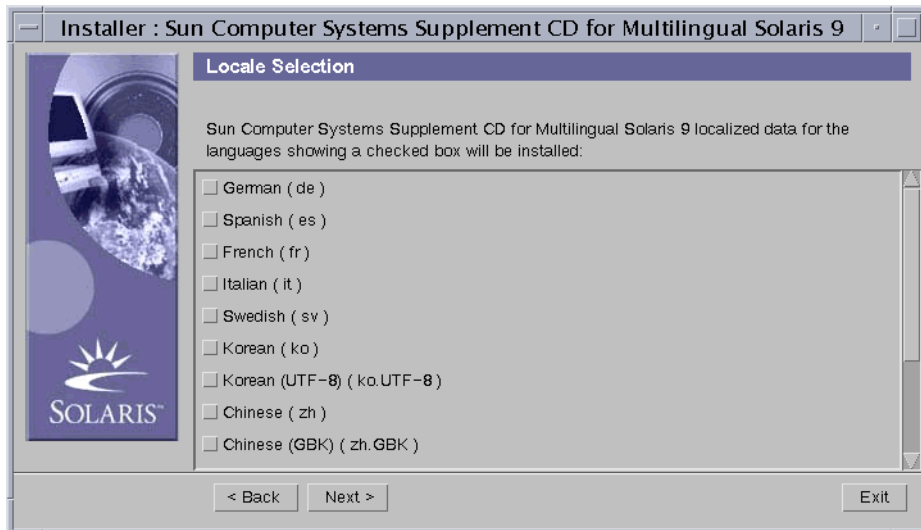 Installer : Sun Computer Systems Supplement CD for Multilingual Solaris 9
Locale Selection
Sun Computer Systems Supplement CD for Multilingual Solaris 9 localized data for the
languages showing a checked box will be installed:
German ( de )
Spanish ( es )
French ( fr )
Italian ( it )
Swedish ( sv )
Korean ( ko )
Korean (UTF-8) ( ko.UTF-8 )
Chinese ( zh )
Chinese (GBK) ( zh.GBK )
SOLARIS™
< Back
Next >
Exit